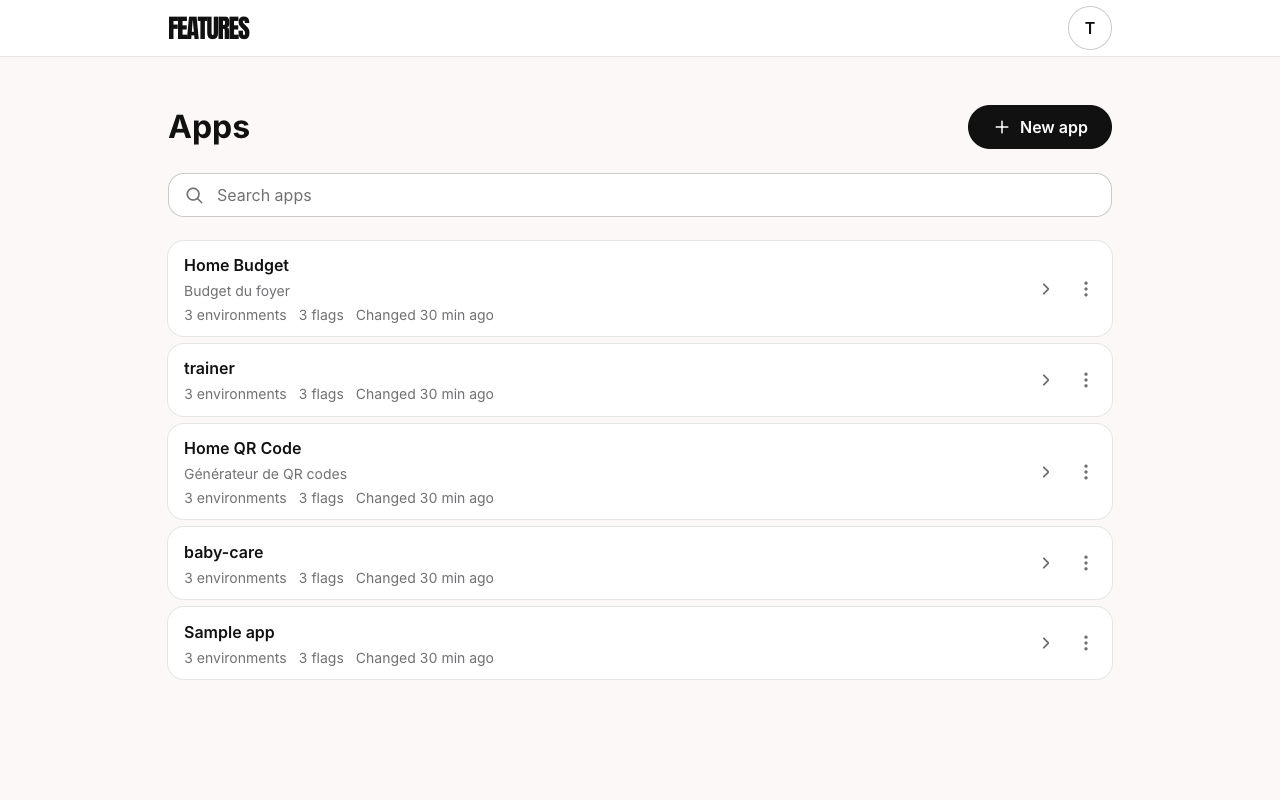 FEATURES
T
Apps
New app
Search apps
Home Budget
Budget du foyer
3 environments 3 flags Changed 30 min ago
trainer
3 environments 3 flags Changed 30 min ago
Home QR Code
Générateur de QR codes
3 environments 3 flags Changed 30 min ago
baby-care
3 environments 3 flags Changed 30 min ago
Sample app
3 environments 3 flags Changed 30 min ago